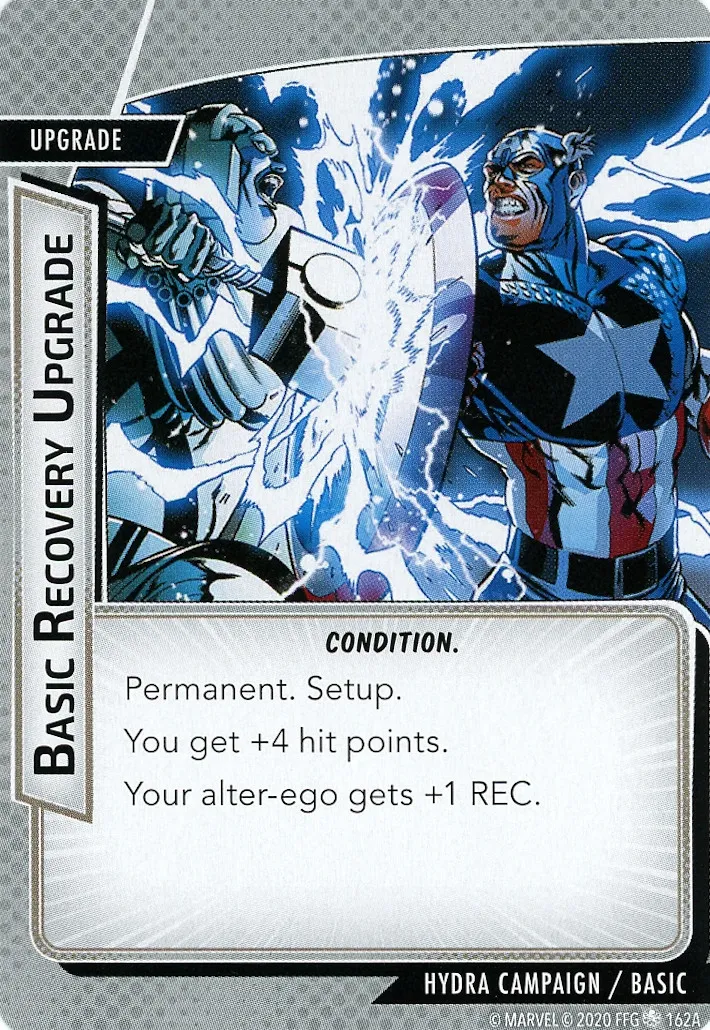 UPGRADE
BASIC RECOVERY UPGRADE
CONDITION.
Permanent. Setup.
You get +4 hit points.
Your alter-ego gets +1 REC.
HYDRA CAMPAIGN / BASIC
© MARVEL © 2020 FFG 162A